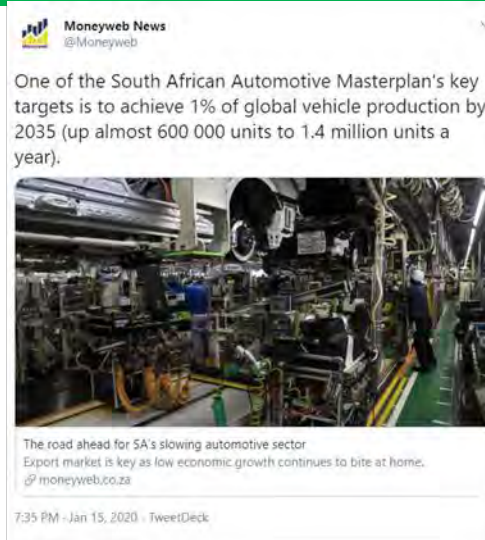 Moneyweb News
@Moneyweb
One of the South African Automotive Masterplan's key
targets is to achieve 1% of global vehicle production by
2035 (up almost 600 000 units to 1.4 million units a
year).
The road ahead for SA's slowing automotive sector
Export market is key as low economic growth continues to bite at home.
moneyweb.co.za
7:35 PM · Jan 15, 2020 · TweetDeck